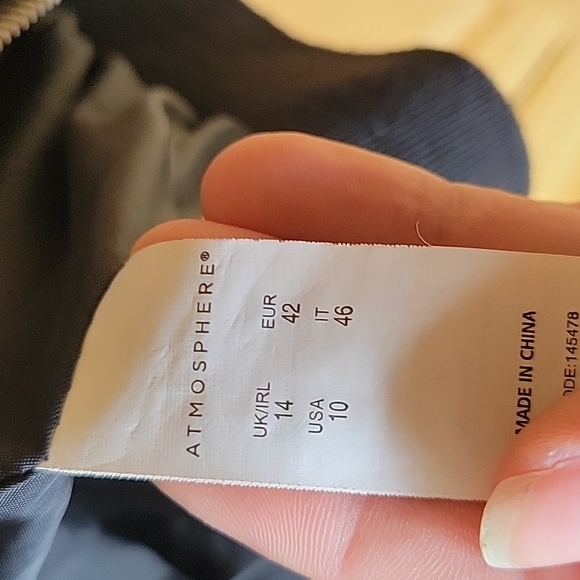 ATMOSPHERE®
UK/IRL EUR
14 42
USA IT
10 46
MADE IN CHINA
ODE:145478